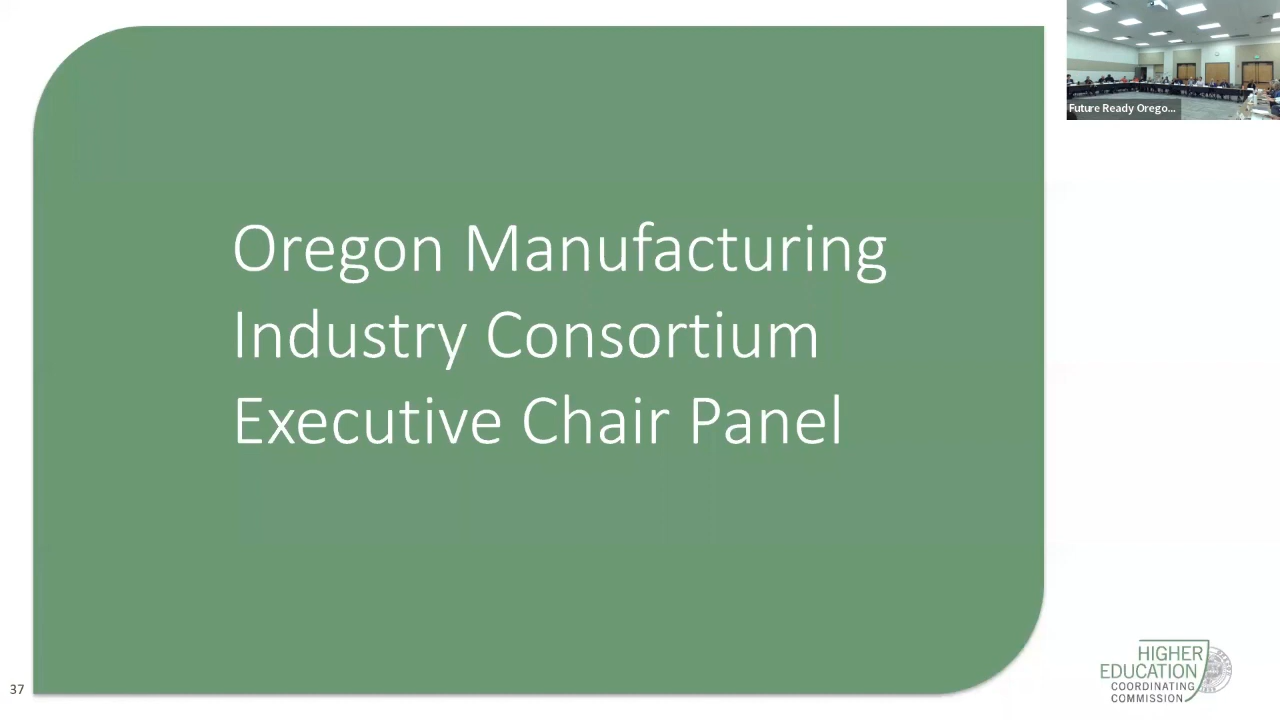 Oregon Manufacturing
Industry Consortium
Executive Chair Panel
Future Ready Orego...
37
HIGHER
EDUCATION
COORDINATING
COMMISSION